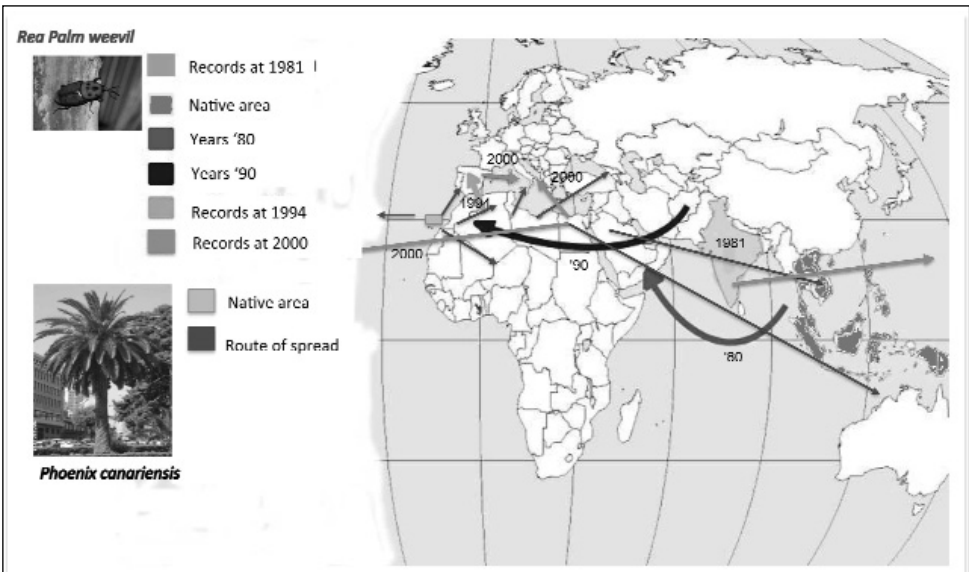 Rea Palm weevil
Records at 1981
Native area
Years ‘80
Years ‘90
Records at 1994
Records at 2000
Native area
Route of spread
Phoenix canariensis
2000
2000
1994
2000
'90
1981
'80